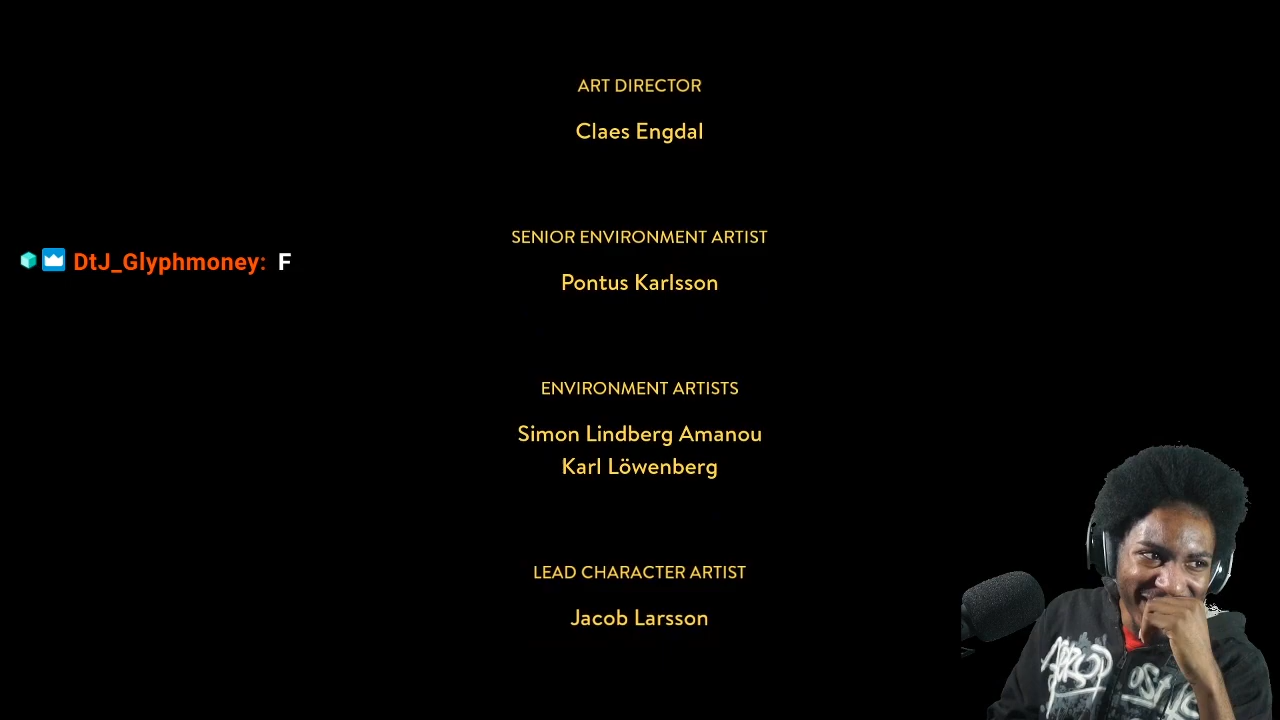 ART DIRECTOR
Claes Engdal
SENIOR ENVIRONMENT ARTIST
DtJ_Glyphmoney: F
Pontus Karlsson
ENVIRONMENT ARTISTS
Simon Lindberg Amanou
Karl Löwenberg
LEAD CHARACTER ARTIST
Jacob Larsson